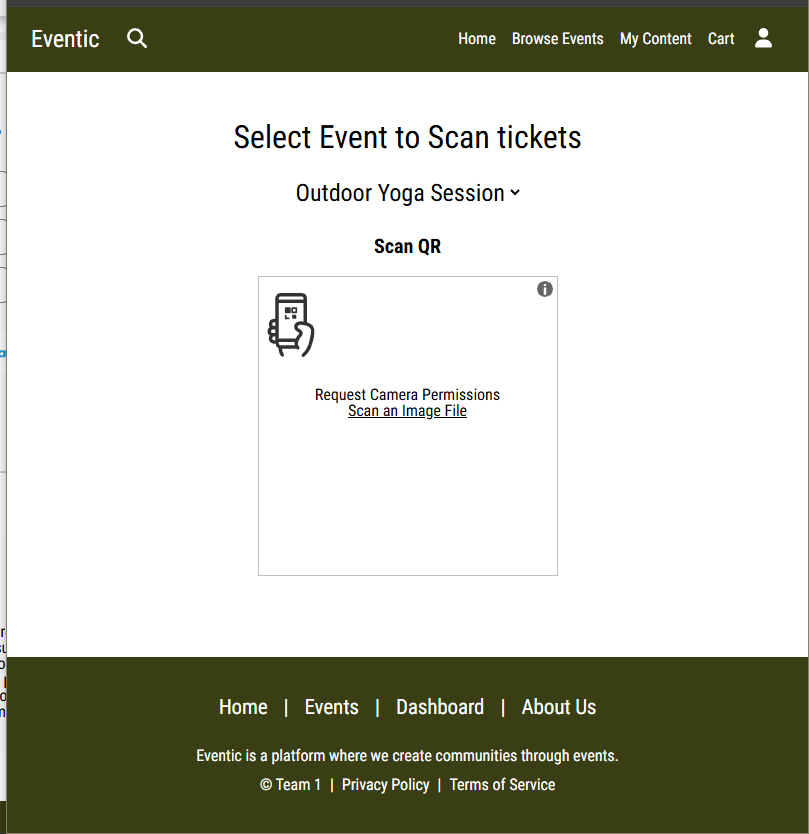 Eventic Home Browse Events My Content Cart
Select Event to Scan tickets
Outdoor Yoga Session
Scan QR
Request Camera Permissions
Scan an Image File
Home | Events | Dashboard | About Us
Eventic is a platform where we create communities through events.
© Team 1 | Privacy Policy | Terms of Service